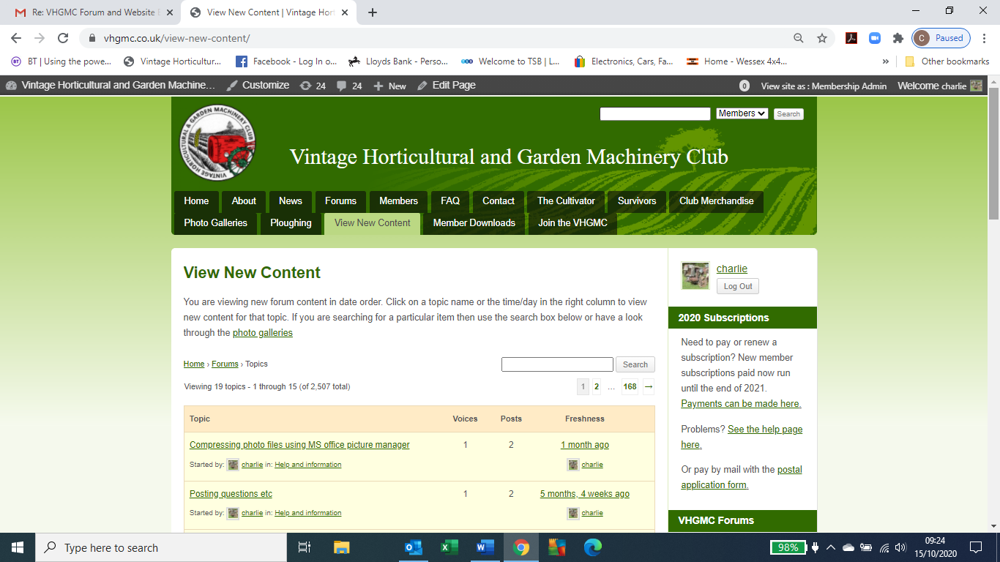 Re: VHGMC Forum and Website E
View New Content | Vintage Hort
vhgmc.co.uk/view-new-content/
C Paused
BT | Using the powe...
Vintage Horticultur...
Facebook - Log In o...
Lloyds Bank - Perso...
Welcome to TSB | L...
Electronics, Cars, Fa...
Home - Wessex 4x4...
»
Other bookmarks
Vintage Horticultural and Garden Machine...
Customize
24
24
New
Edit Page
0
View site as : Membership Admin
Welcome charlie
VINTAGE HORTICULTURAL & GARDEN MACHINERY CLUB
Members
Search
Vintage Horticultural and Garden Machinery Club
Home
About
News
Forums
Members
FAQ
Contact
The Cultivator
Survivors
Club Merchandise
Photo Galleries
Ploughing
View New Content
Member Downloads
Join the VHGMC
View New Content
You are viewing new forum content in date order. Click on a topic name or the time/day in the right column to view
new content for that topic. If you are searching for a particular item then use the search box below or have a look
through the photo galleries
Home › Forums › Topics
Search
Viewing 19 topics - 1 through 15 (of 2,507 total)
1 2 … 168 →
Topic Voices Posts Freshness
Compressing photo files using MS office picture manager 1 2 1 month ago
Started by: charlie in: Help and information charlie
Posting questions etc 1 2 5 months, 4 weeks ago
Started by: charlie in: Help and information charlie
charlie
Log Out
2020 Subscriptions
Need to pay or renew a
subscription? New member
subscriptions paid now run
until the end of 2021.
Payments can be made here.
Problems? See the help page
here.
Or pay by mail with the postal
application form.
VHGMC Forums
Type here to search
98%
09:24
15/10/2020